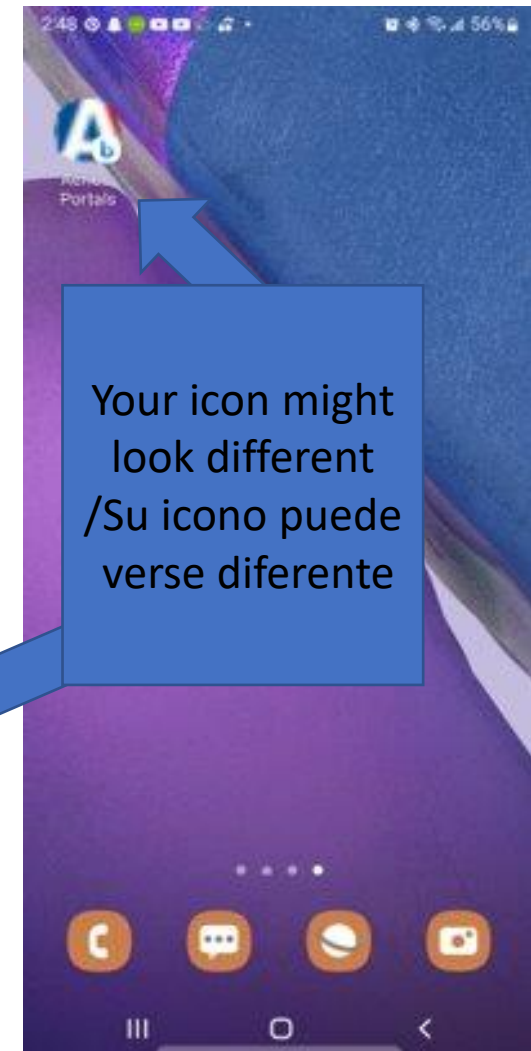 2:48
56%
A
b
Portals
Your icon might
look different
/Su icono puede
verse diferente